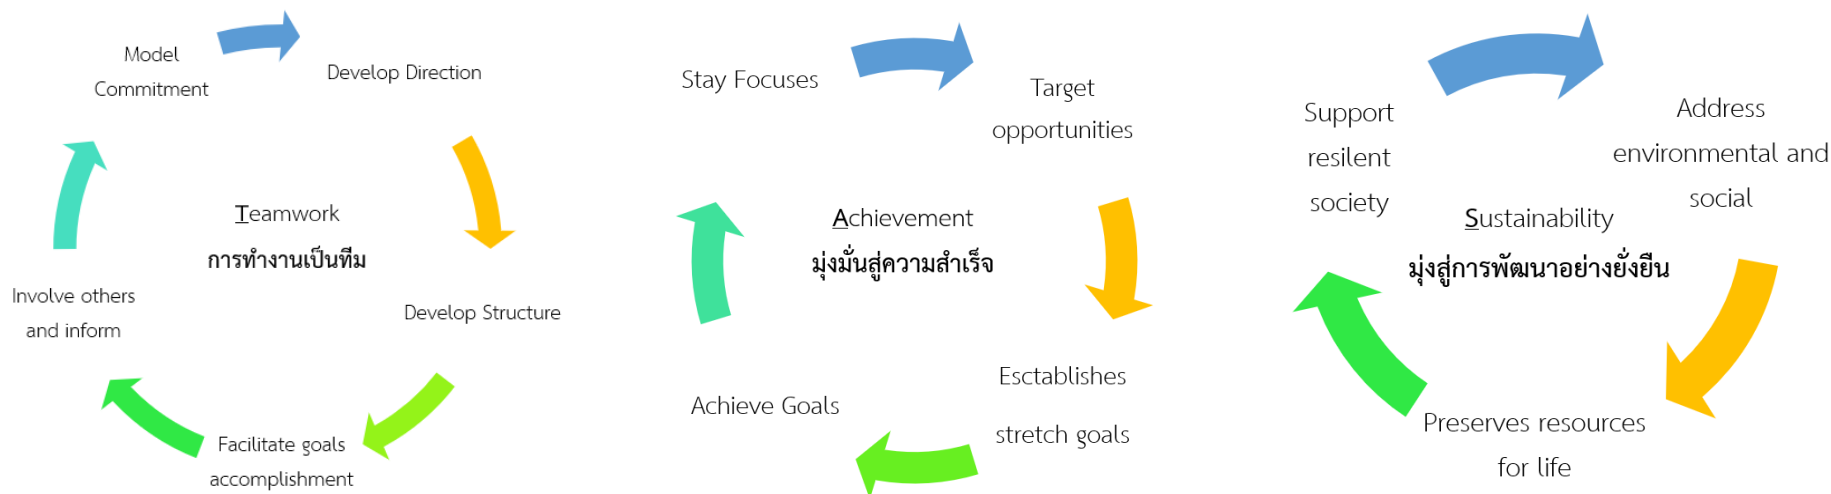 Model
Commitment
Develop Direction
Teamwork
การทำงานเป็นทีม
Develop Structure
Facilitate goals
accomplishment
Involve others
and inform
Stay Focuses
Target
opportunities
Achievement
มุ่งมั่นสู่ความสำเร็จ
Esctablishes
stretch goals
Achieve Goals
Support
resilent
society
Address
environmental and
social
Sustainability
มุ่งสู่การพัฒนาอย่างยั่งยืน
Preserves resources
for life